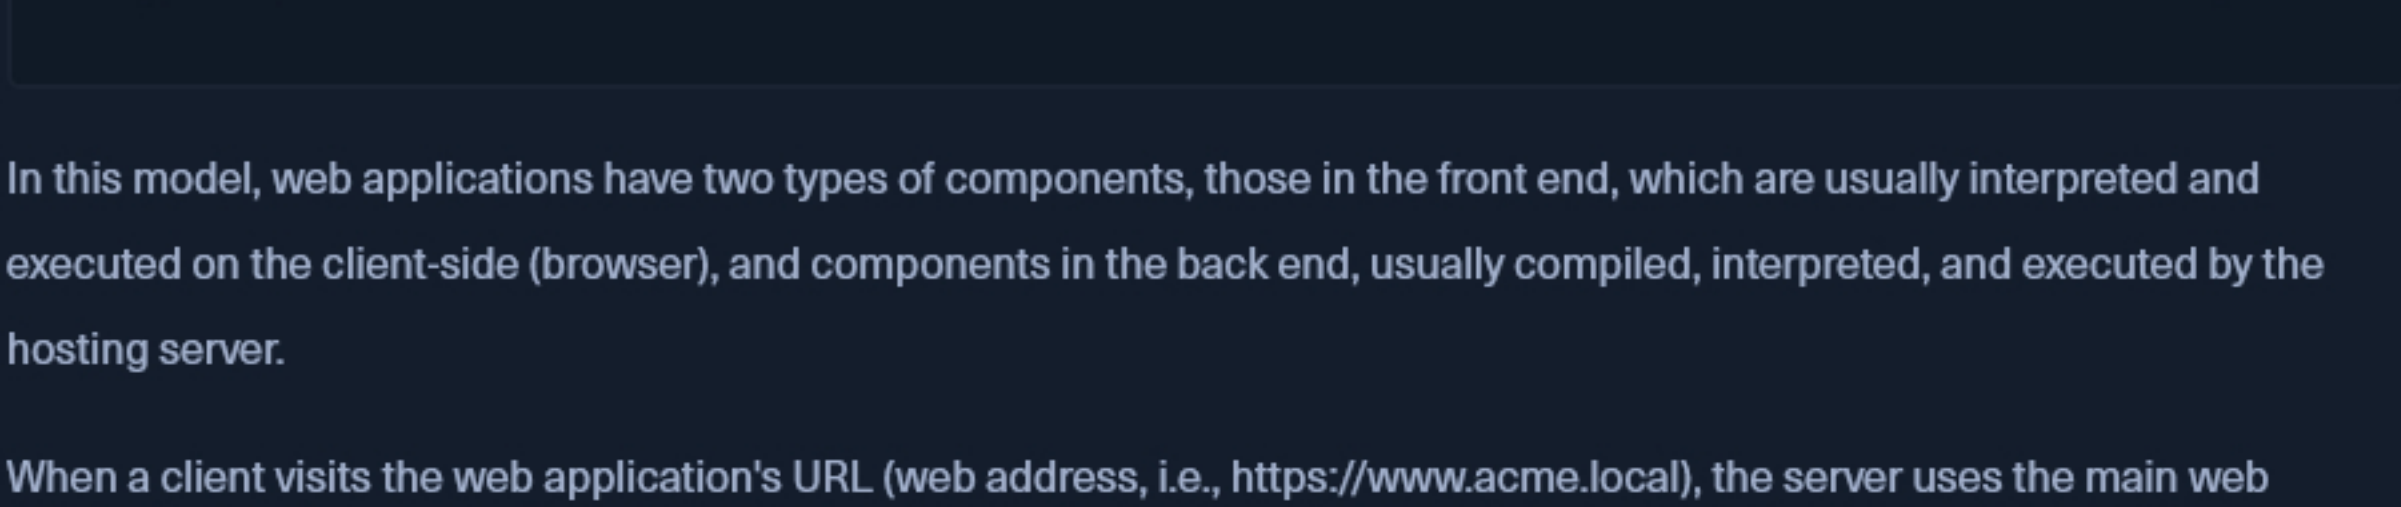 In this model, web applications have two types of components, those in the front end, which are usually interpreted and
executed on the client-side (browser), and components in the back end, usually compiled, interpreted, and executed by the
hosting server.
When a client visits the web application's URL (web address, i.e., https://www.acme.local), the server uses the main web